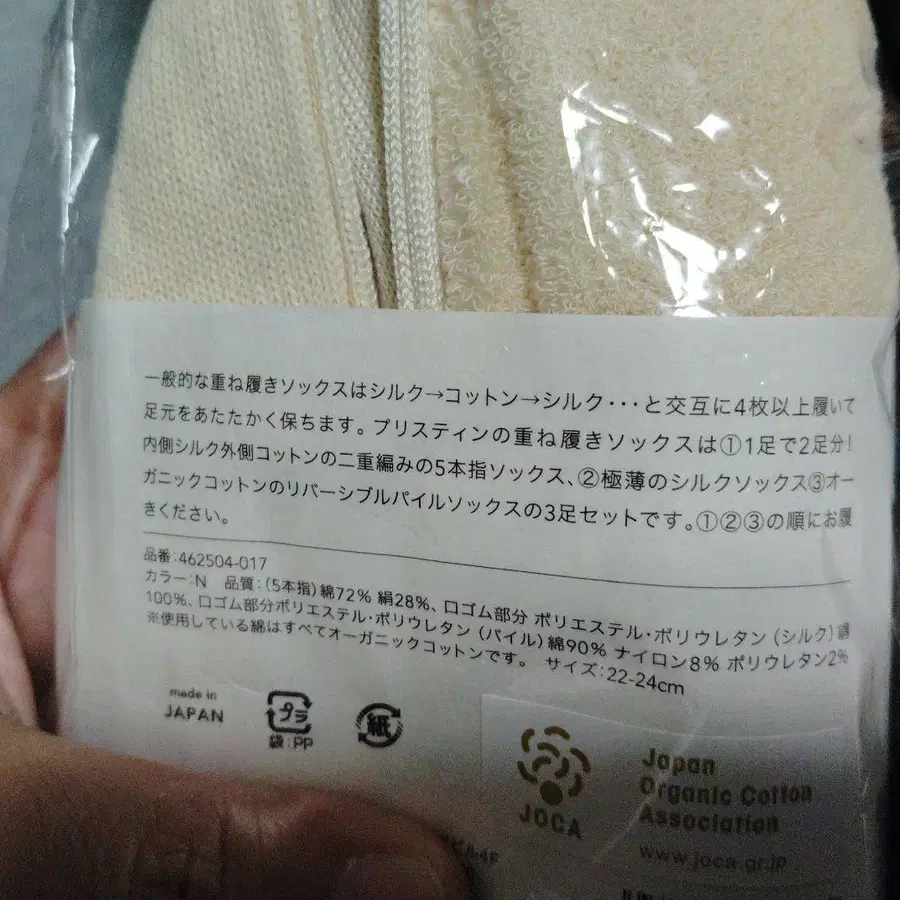 一般的な重ね履きソックスはシルク→コットン→シルク･･･と交互に4枚以上履いて
足元をあたたかく保ちます。プリスティンの重ね履きソックスは①1足で2足分!
内側シルク外側コットンの二重編みの5本指ソックス、②極薄のシルクソックス③オー
ガニックコットンのリバーシブルパイルソックスの3足セットです。①②③の順にお履
きください。
品番:462504-017
カラー:N 品質:(5本指)綿72% 絹28%、口ゴム部分 ポリエステル・ポリウレタン (シルク) 絹
100%、口ゴム部分ポリエステル・ポリウレタン (パイル) 綿90% ナイロン8% ポリウレタン2%
※使用している綿はすべてオーガニックコットンです。 サイズ:22-24cm
made in
JAPAN
プラ
袋:PP
紙
JOCA
Japan
Organic Cotton
Association
www.joca.gr.jp
ビル4F